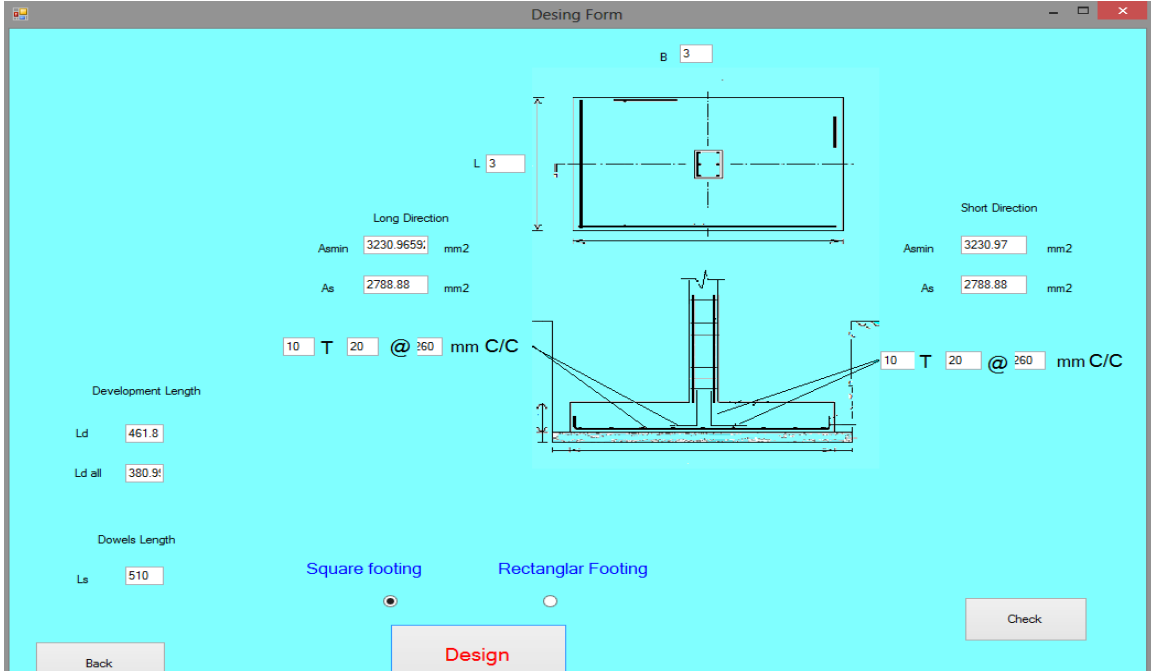 Desing Form
B 3
L 3
Long Direction
Short Direction
Asmin 3230.9659 mm2
Asmin 3230.97 mm2
As 2788.88 mm2
As 2788.88 mm2
10 T 20 @ 260 mm C/C
10 T 20 @ 260 mm C/C
Development Length
Ld 461.8
Ld all 380.9
Dowels Length
Ls 510
Square footing Rectanglar Footing
Check
Design
Back